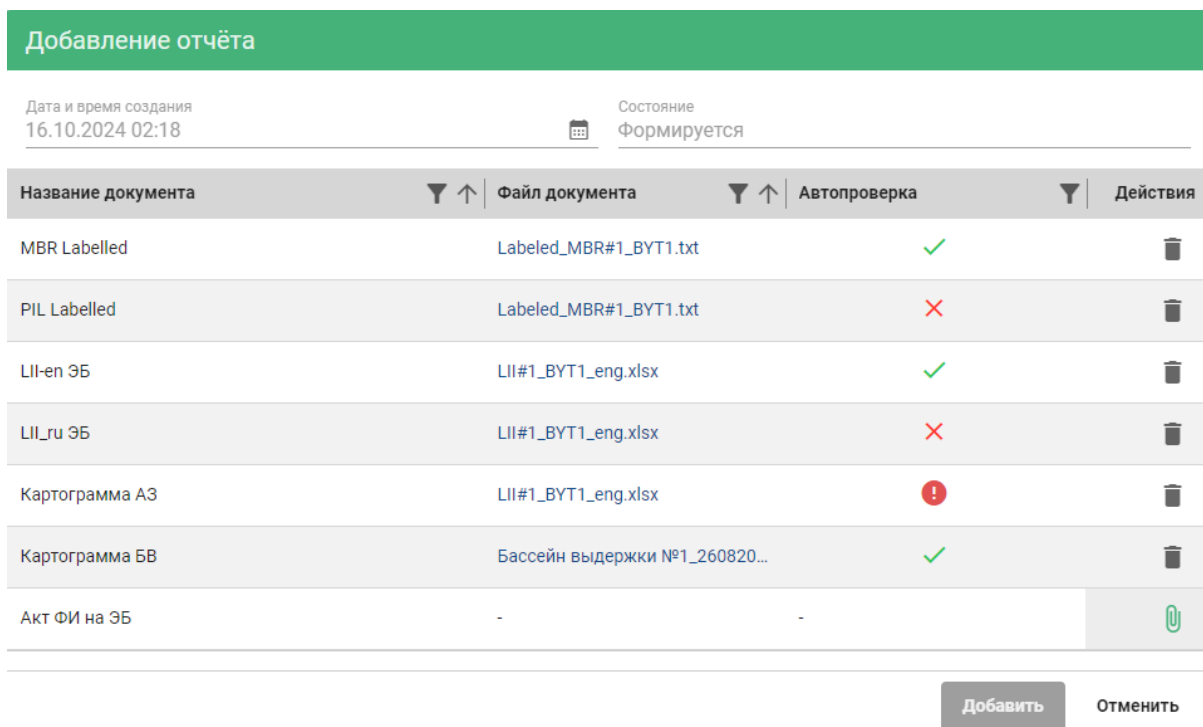 Добавление отчёта
Дата и время создания
16.10.2024 02:18
Состояние
Формируется
Название документа Файл документа Автопроверка Действия
MBR Labelled Labeled_MBR#1_BYT1.txt
PIL Labelled Labeled_MBR#1_BYT1.txt
LII-en ЭБ LII#1_BYT1_eng.xlsx
LII_ru ЭБ LII#1_BYT1_eng.xlsx
Картограмма АЗ LII#1_BYT1_eng.xlsx
Картограмма БВ Бассейн выдержки №1_260820...
Акт ФИ на ЭБ - -
Добавить Отменить